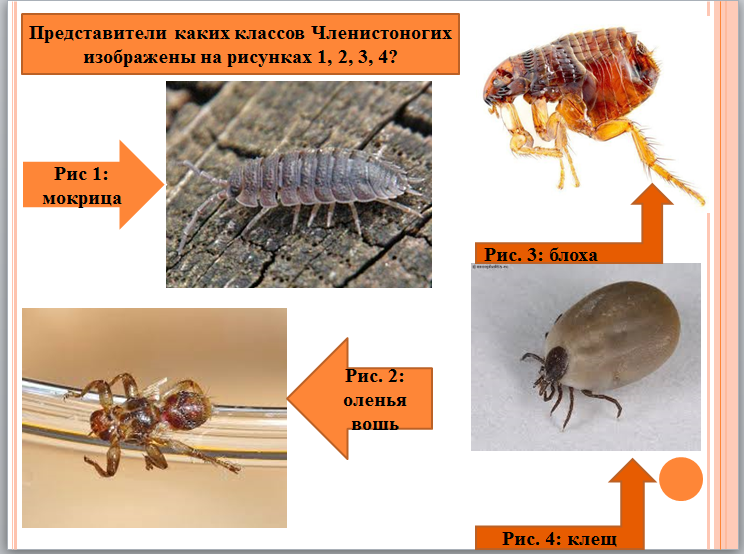 Представители каких классов Членистоногих
изображены на рисунках 1, 2, 3, 4?
Рис 1:
мокрица
Рис. 3: блоха
Рис. 2:
оленья
вошь
Рис. 4: клещ